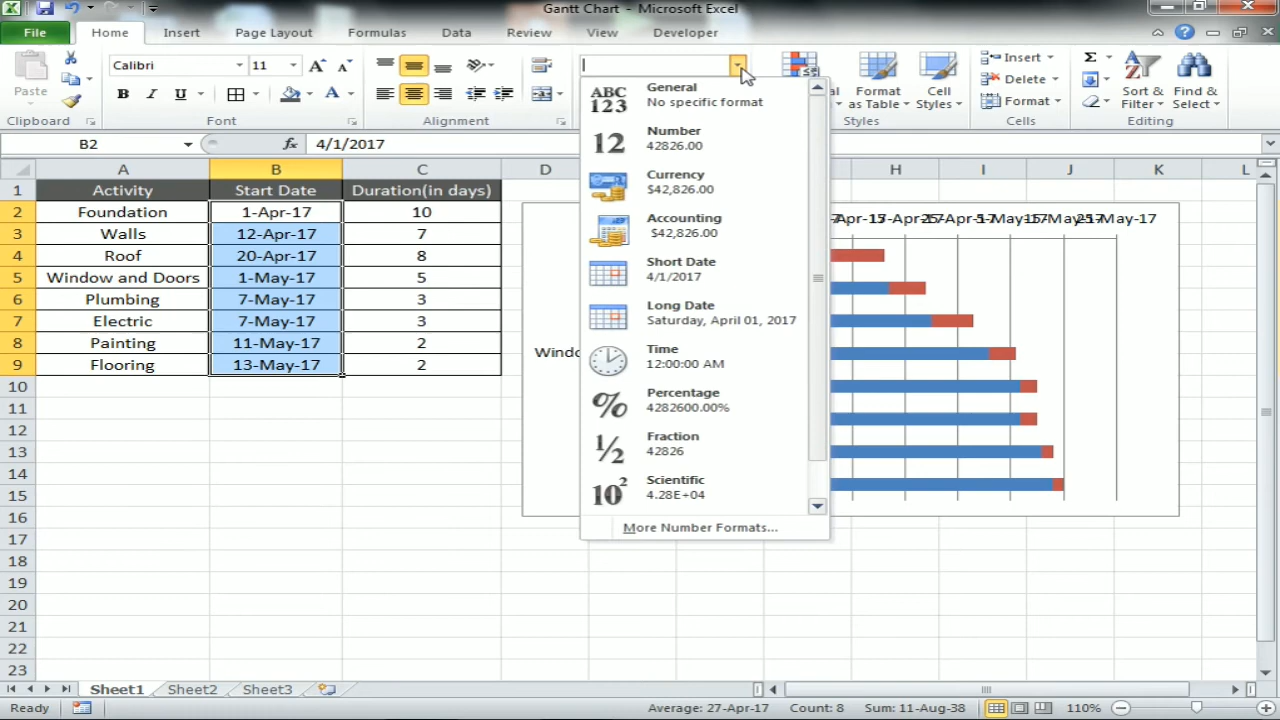 Gantt Chart - Microsoft Excel
File Home Insert Page Layout Formulas Data Review View Developer
Paste
Calibri 11
B I U A
Format as Table
Cell Styles
Insert
Delete
Format
Sort & Filter
Find & Select
Clipboard Font Alignment Styles Cells Editing
B2 fx 4/1/2017
A B C D H I J K L
1 Activity Start Date Duration(in days)
2 Foundation 1-Apr-17 10
3 Walls 12-Apr-17 7
4 Roof 20-Apr-17 8
5 Window and Doors 1-May-17 5
6 Plumbing 7-May-17 3
7 Electric 7-May-17 3
8 Painting 11-May-17 2
9 Flooring 13-May-17 2
10
11
12
13
14
15
16
17
18
19
20
21
22
23
ABC 123 General
No specific format
12 Number
42826.00
Currency
$42,826.00
Accounting
$42,826.00
Short Date
4/1/2017
Long Date
Saturday, April 01, 2017
Time
12:00:00 AM
% Percentage
4282600.00%
½ Fraction
42826
10² Scientific
4.28E+04
More Number Formats...
Windo
Sheet1 Sheet2 Sheet3
Ready Average: 27-Apr-17 Count: 8 Sum: 11-Aug-38 110%